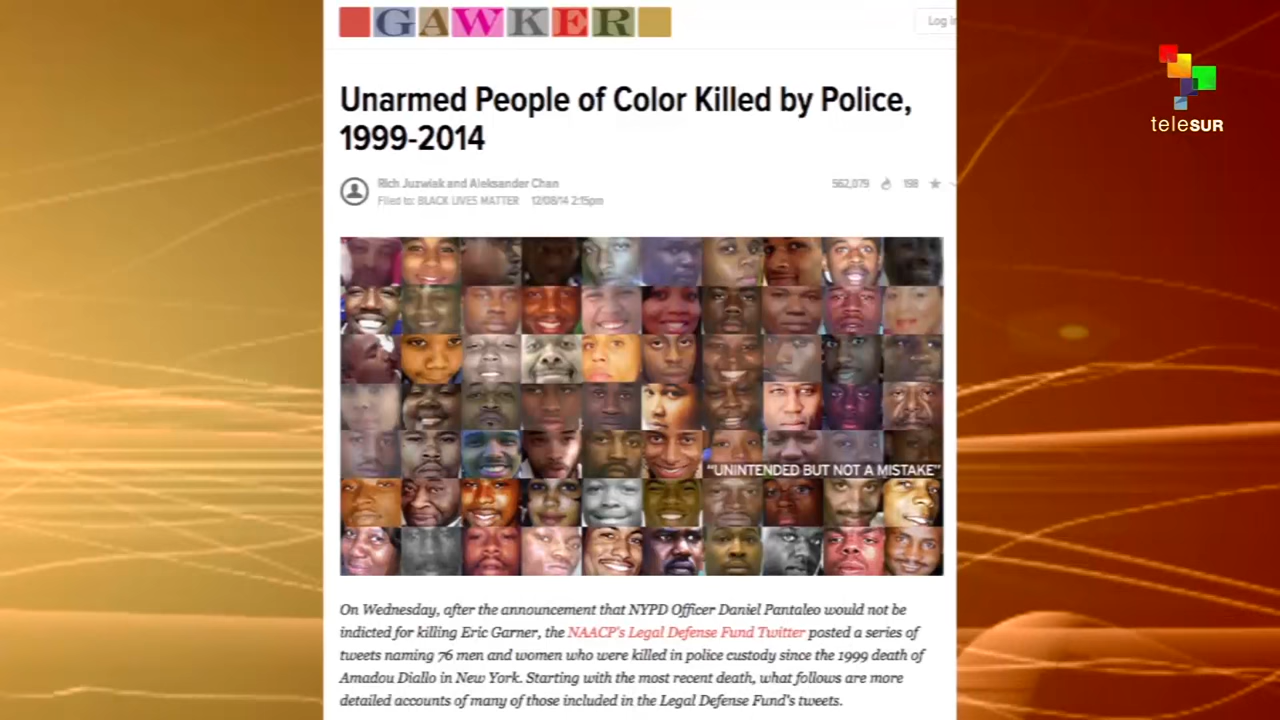 GAWKER
Log i
teleSUR
Unarmed People of Color Killed by Police,
1999-2014
Rich Juzwiak and Aleksander Chan
562,079 198
Filed to: BLACK LIVES MATTER 12/08/14 2:15pm
"UNINTENDED BUT NOT A MISTAKE"
On Wednesday, after the announcement that NYPD Officer Daniel Pantaleo would not be
indicted for killing Eric Garner, the NAACP's Legal Defense Fund Twitter posted a series of
tweets naming 76 men and women who were killed in police custody since the 1999 death of
Amadou Diallo in New York. Starting with the most recent death, what follows are more
detailed accounts of many of those included in the Legal Defense Fund's tweets.